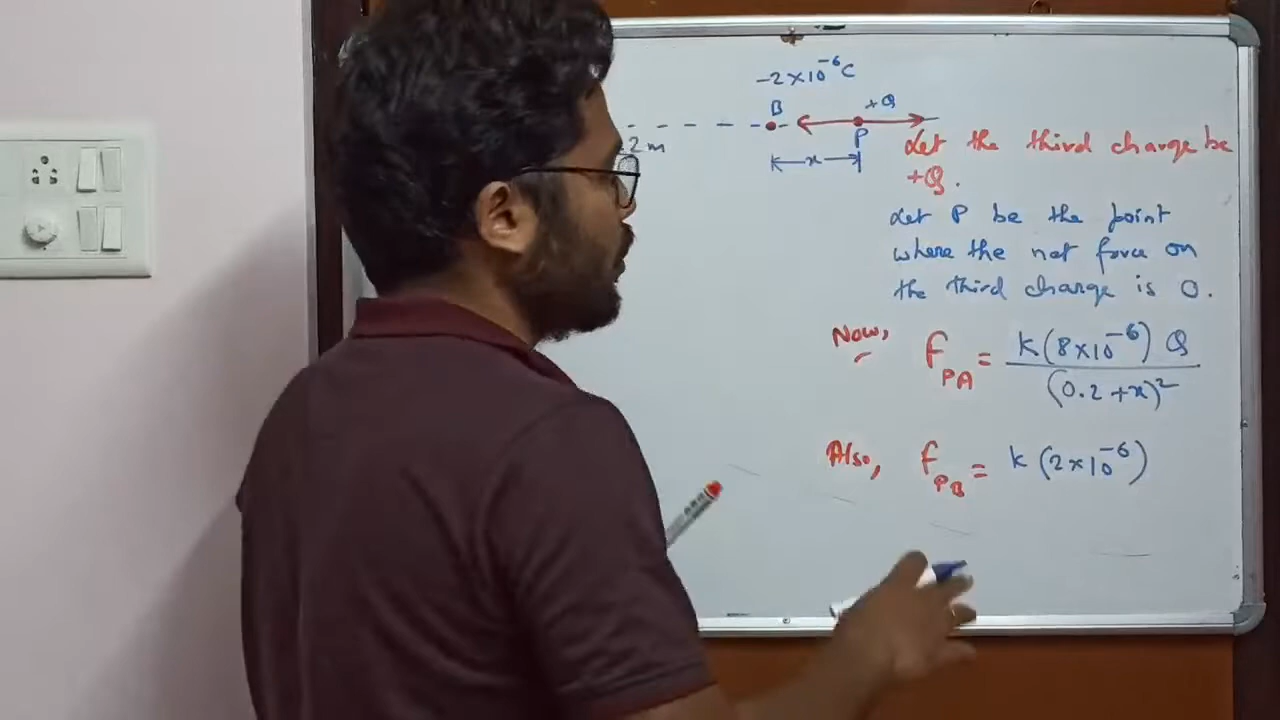 -2×10⁻⁶C
B
+Q
.2m
P
x
Let the third charge be
+Q.
Let P be the point
where the net force on
the third charge is 0.
Now, F_PA = K(8×10⁻⁶) Q / (0.2+x)²
Also, F_PB = K(2×10⁻⁶)